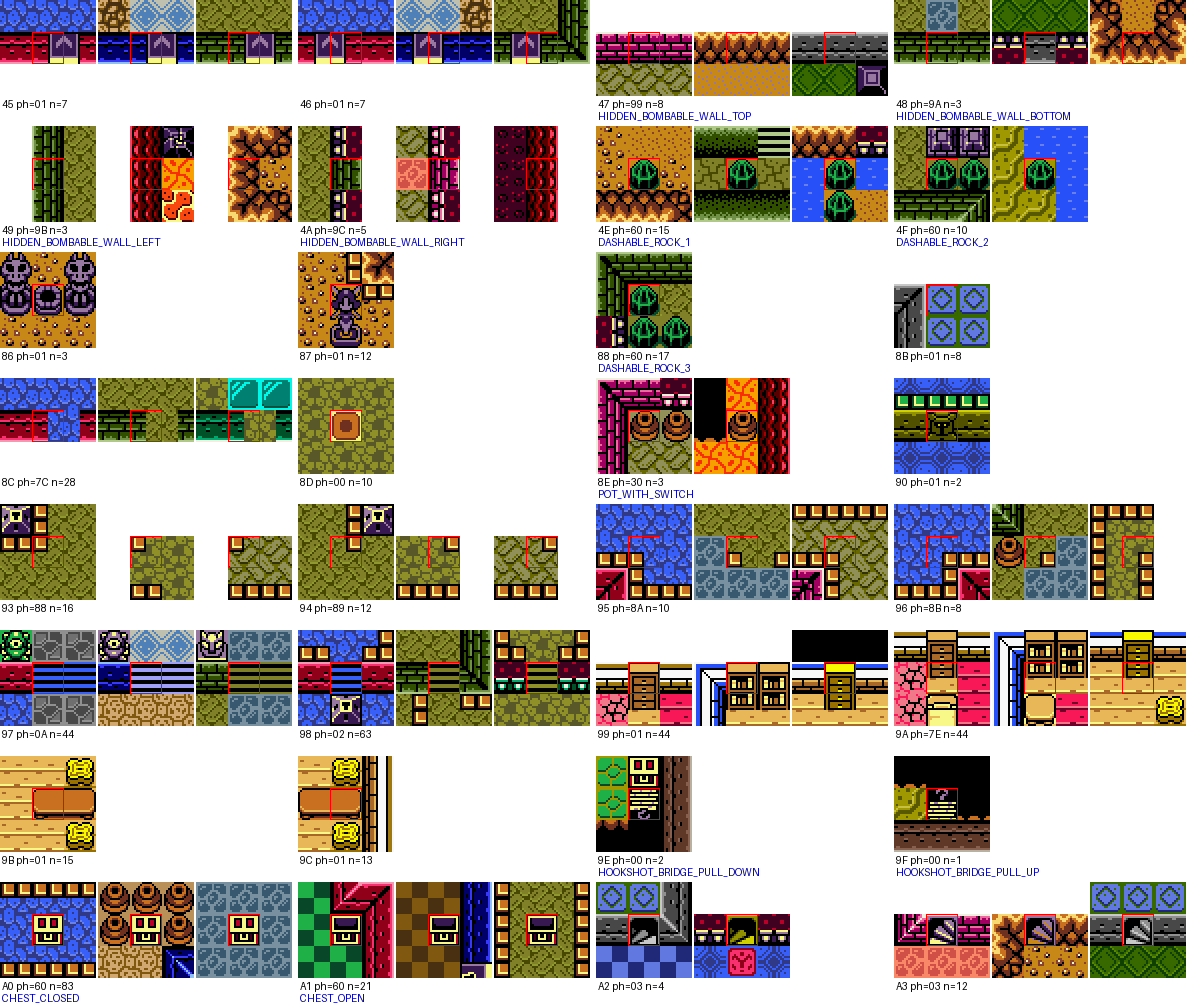 45 ph=01 n=7
46 ph=01 n=7
47 ph=99 n=8
HIDDEN_BOMBABLE_WALL_TOP
48 ph=9A n=3
HIDDEN_BOMBABLE_WALL_BOTTOM
49 ph=9B n=3
HIDDEN_BOMBABLE_WALL_LEFT
4A ph=9C n=5
HIDDEN_BOMBABLE_WALL_RIGHT
4E ph=60 n=15
DASHABLE_ROCK_1
4F ph=60 n=10
DASHABLE_ROCK_2
86 ph=01 n=3
87 ph=01 n=12
88 ph=60 n=17
DASHABLE_ROCK_3
8B ph=01 n=8
8C ph=7C n=28
8D ph=00 n=10
8E ph=30 n=3
POT_WITH_SWITCH
90 ph=01 n=2
93 ph=88 n=16
94 ph=89 n=12
95 ph=8A n=10
96 ph=8B n=8
97 ph=0A n=44
98 ph=02 n=63
99 ph=01 n=44
9A ph=7E n=44
9B ph=01 n=15
9C ph=01 n=13
9E ph=00 n=2
HOOKSHOT_BRIDGE_PULL_DOWN
9F ph=00 n=1
HOOKSHOT_BRIDGE_PULL_UP
A0 ph=60 n=83
CHEST_CLOSED
A1 ph=60 n=21
CHEST_OPEN
A2 ph=03 n=4
A3 ph=03 n=12